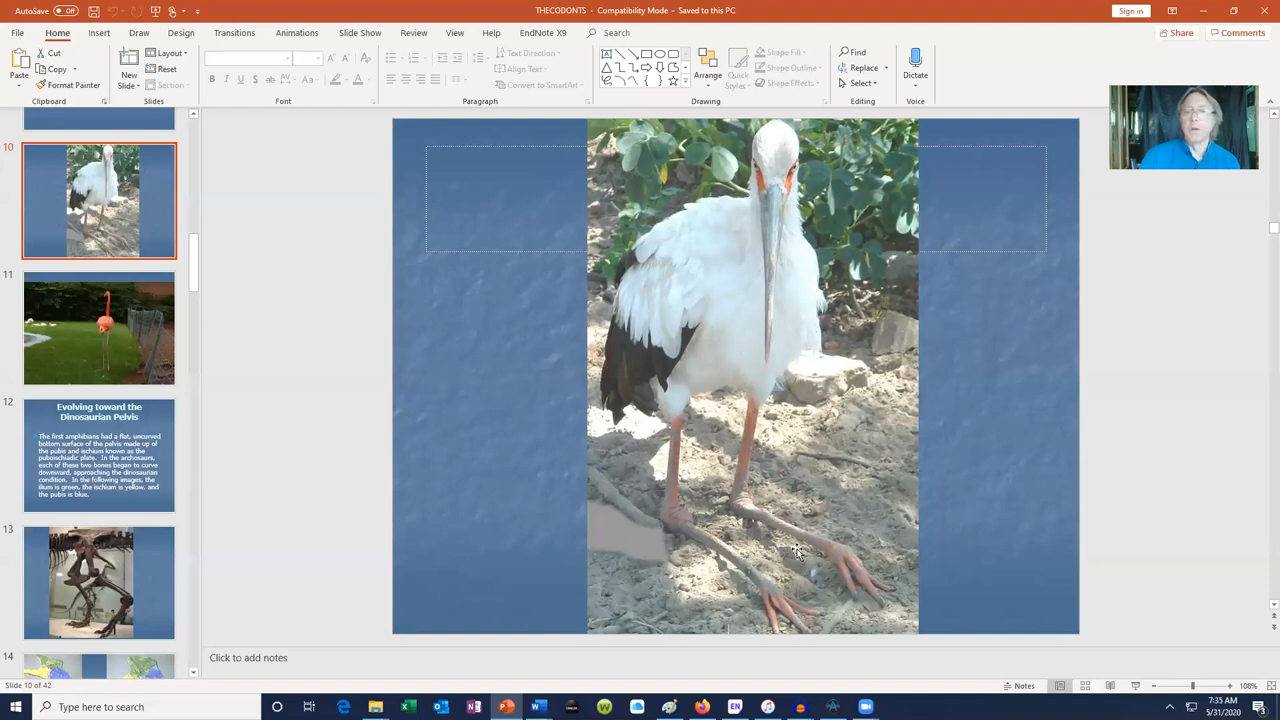 AutoSave Off
THECODONTS - Compatibility Mode - Saved to this PC
Sign in
File Home Insert Draw Design Transitions Animations Slide Show Review View Help EndNote X9 Search
Share Comments
Paste
Cut
Copy
Format Painter
Clipboard
New
Slide
Layout
Reset
Section
Slides
B I U S ab AV Aa A
Font
Text Direction
Align Text
Convert to SmartArt
Paragraph
Arrange
Quick
Styles
Shape Fill
Shape Outline
Shape Effects
Drawing
Find
Replace
Select
Editing
Dictate
Voice
10
11
12
Evolving toward the
Dinosaurian Pelvis
The first amphibians had a flat, uncurved
bottom surface of the pelvis made up of
the pubis and ischium known as the
puboischiadic plate. In the archosaurs,
each of these two bones began to curve
downward, approaching the dinosaurian
condition. In the following images, the
ilium is green, the ischium is yellow, and
the pubis is blue.
13
14
Click to add notes
Slide 10 of 42
Notes
108%
Type here to search
EN
7:35 AM
5/31/2020
3